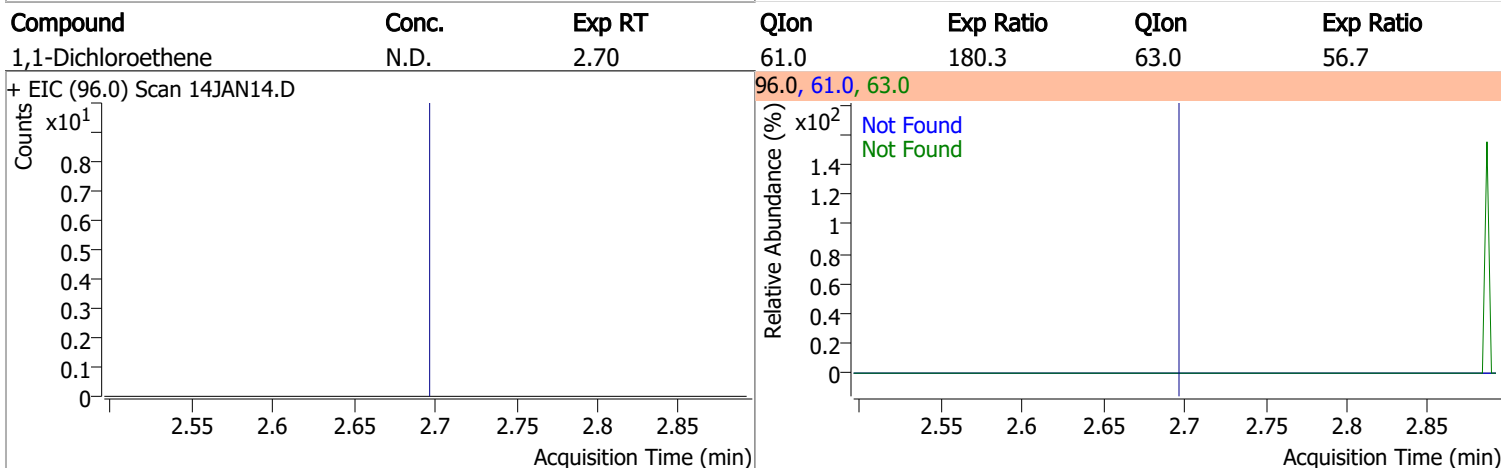 Compound Conc. Exp RT QIon Exp Ratio QIon Exp Ratio
1,1-Dichloroethene N.D. 2.70 61.0 180.3 63.0 56.7
+ EIC (96.0) Scan 14JAN14.D
Counts
x10¹
0.8
0.7
0.6
0.5
0.4
0.3
0.2
0.1
0
2.55 2.6 2.65 2.7 2.75 2.8 2.85
Acquisition Time (min)
96.0, 61.0, 63.0
Relative Abundance (%)
x10²
Not Found
Not Found
1.4
1.2
1
0.8
0.6
0.4
0.2
0
2.55 2.6 2.65 2.7 2.75 2.8 2.85
Acquisition Time (min)